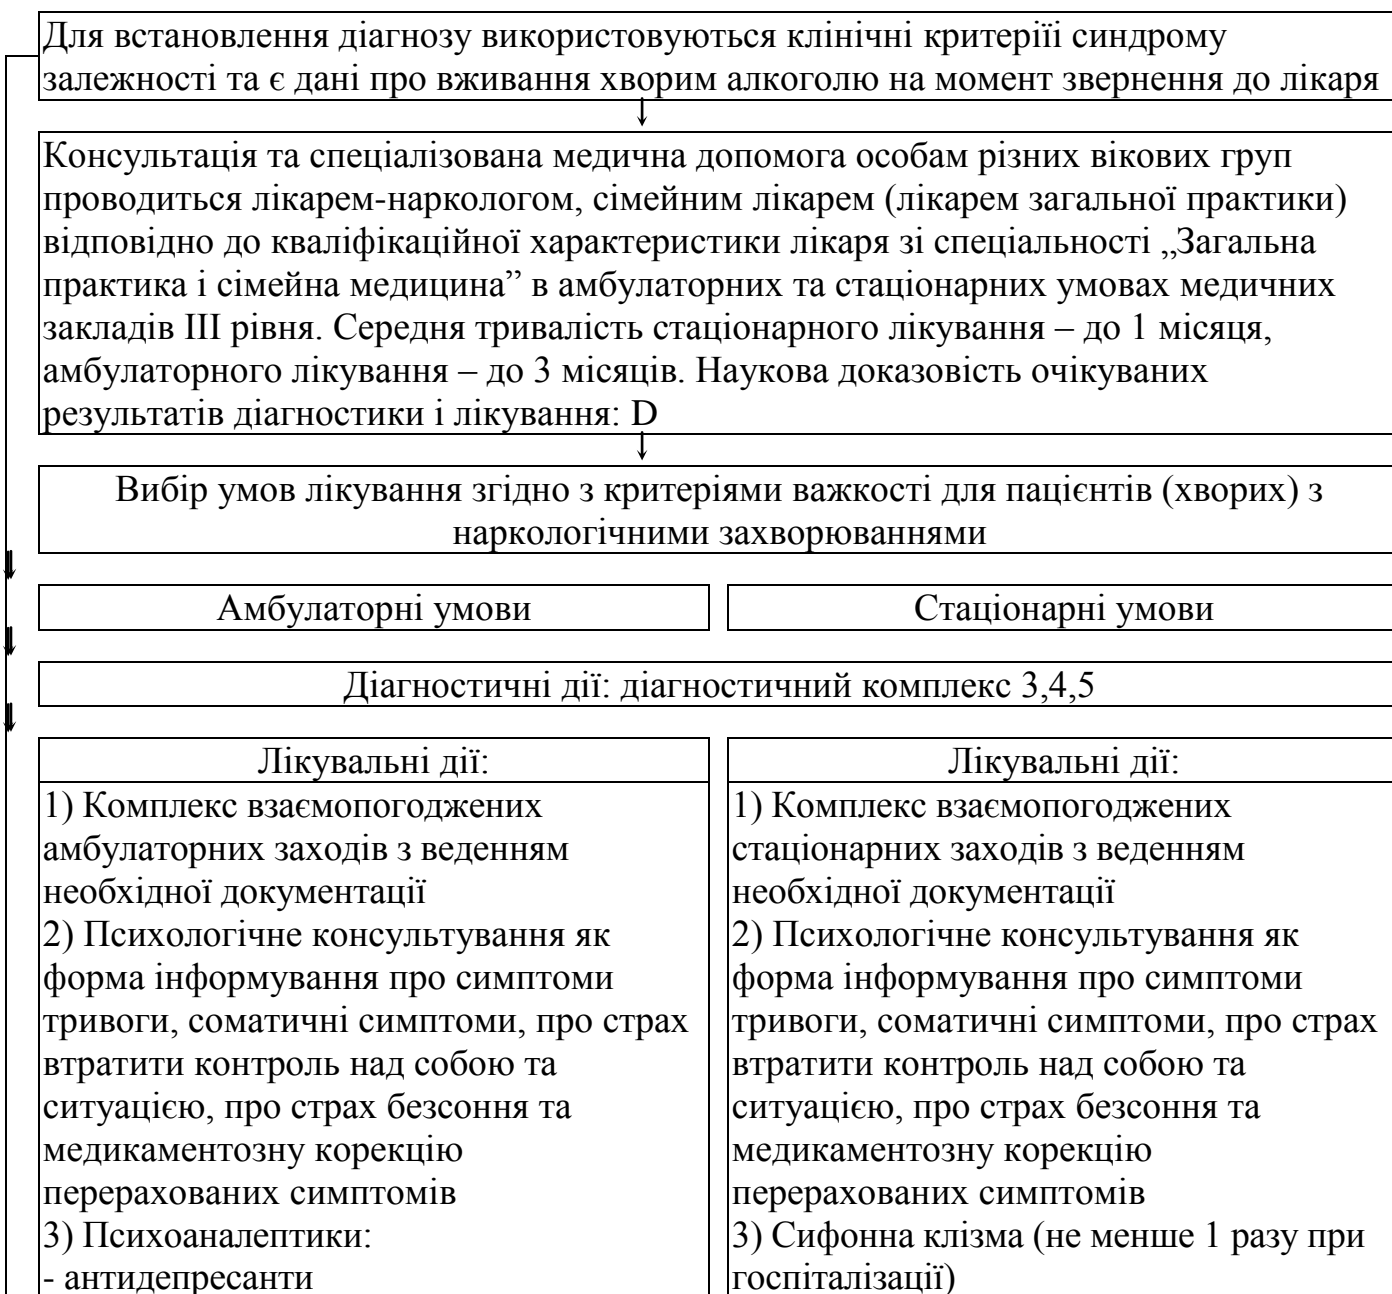 Для встановлення діагнозу використовуються клінічні критеріїі синдрому
залежності та є дані про вживання хворим алкоголю на момент звернення до лікаря
Консультація та спеціалізована медична допомога особам різних вікових груп
проводиться лікарем-наркологом, сімейним лікарем (лікарем загальної практики)
відповідно до кваліфікаційної характеристики лікаря зі спеціальності „Загальна
практика і сімейна медицина” в амбулаторних та стаціонарних умовах медичних
закладів III рівня. Середня тривалість стаціонарного лікування – до 1 місяця,
амбулаторного лікування – до 3 місяців. Наукова доказовість очікуваних
результатів діагностики і лікування: D
Вибір умов лікування згідно з критеріями важкості для пацієнтів (хворих) з
наркологічними захворюваннями
Амбулаторні умови
Стаціонарні умови
Діагностичні дії: діагностичний комплекс 3,4,5
Лікувальні дії:
1) Комплекс взаємопогоджених
амбулаторних заходів з веденням
необхідної документації
2) Психологічне консультування як
форма інформування про симптоми
тривоги, соматичні симптоми, про страх
втратити контроль над собою та
ситуацією, про страх безсоння та
медикаментозну корекцію
перерахованих симптомів
3) Психоаналептики:
- антидепресанти
Лікувальні дії:
1) Комплекс взаємопогоджених
стаціонарних заходів з веденням
необхідної документації
2) Психологічне консультування як
форма інформування про симптоми
тривоги, соматичні симптоми, про страх
втратити контроль над собою та
ситуацією, про страх безсоння та
медикаментозну корекцію
перерахованих симптомів
3) Сифонна клізма (не менше 1 разу при
госпіталізації)